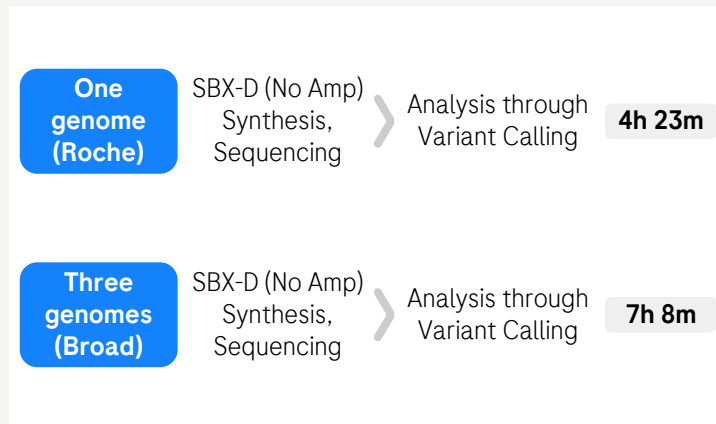 One
genome
(Roche)
SBX-D (No Amp)
Synthesis,
Sequencing
Analysis through
Variant Calling
4h 23m
Three
genomes
(Broad)
SBX-D (No Amp)
Synthesis,
Sequencing
Analysis through
Variant Calling
7h 8m